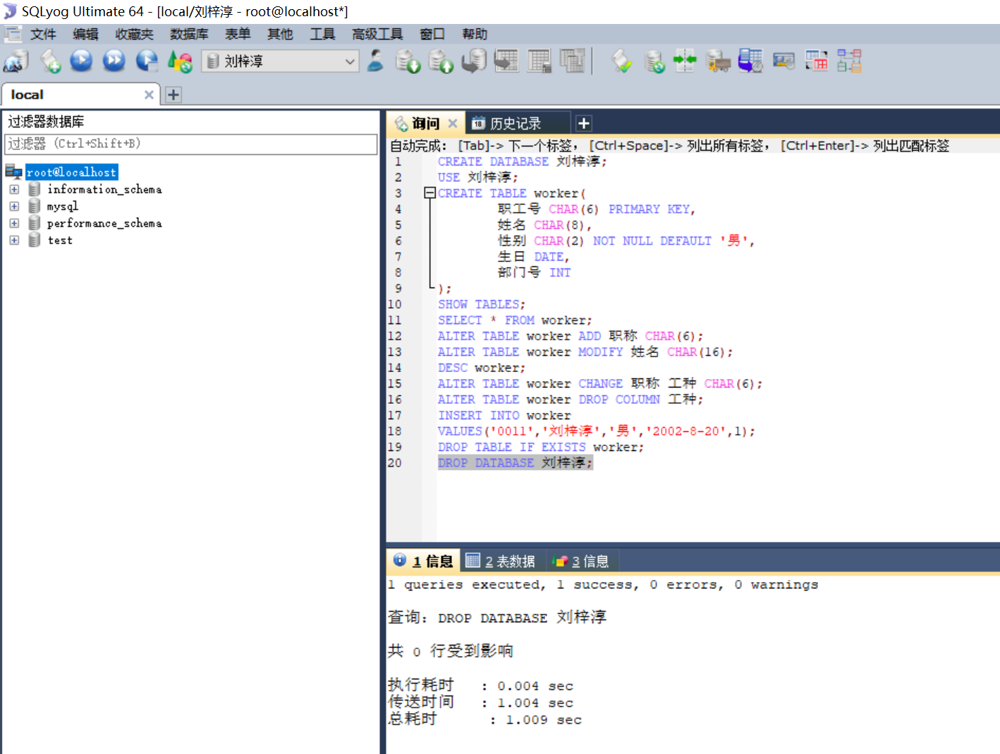 SQLyog Ultimate 64 - [local/刘梓淳 - root@localhost*]
文件 编辑 收藏夹 数据库 表单 其他 工具 高级工具 窗口 帮助
刘梓淳
local
过滤器数据库
过滤器 (Ctrl+Shift+B)
root@localhost
information_schema
mysql
performance_schema
test
询问 18 历史记录
自动完成: [Tab]-> 下一个标签, [Ctrl+Space]-> 列出所有标签, [Ctrl+Enter]-> 列出匹配标签
1 CREATE DATABASE 刘梓淳;
2 USE 刘梓淳;
3 CREATE TABLE worker(
4 职工号 CHAR(6) PRIMARY KEY,
5 姓名 CHAR(8),
6 性别 CHAR(2) NOT NULL DEFAULT '男',
7 生日 DATE,
8 部门号 INT
9 );
10 SHOW TABLES;
11 SELECT * FROM worker;
12 ALTER TABLE worker ADD 职称 CHAR(6);
13 ALTER TABLE worker MODIFY 姓名 CHAR(16);
14 DESC worker;
15 ALTER TABLE worker CHANGE 职称 工种 CHAR(6);
16 ALTER TABLE worker DROP COLUMN 工种;
17 INSERT INTO worker
18 VALUES('0011','刘梓淳','男','2002-8-20',1);
19 DROP TABLE IF EXISTS worker;
20 DROP DATABASE 刘梓淳;
1 信息 2 表数据 3 信息
1 queries executed, 1 success, 0 errors, 0 warnings
查询: DROP DATABASE 刘梓淳
共 0 行受到影响
执行耗时 : 0.004 sec
传送时间 : 1.004 sec
总耗时 : 1.009 sec